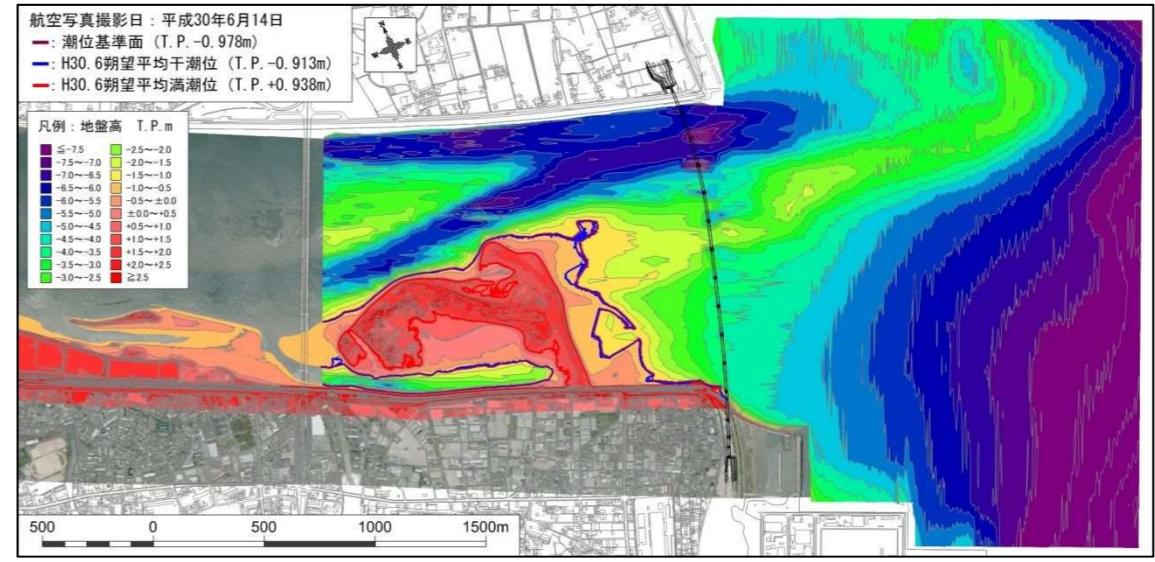 航空写真撮影日：平成30年6月14日
━：潮位基準面 (T.P.-0.978m)
━：H30.6朔望平均干潮位 (T.P.-0.913m)
━：H30.6朔望平均満潮位 (T.P.+0.938m)
凡例：地盤高 T.P.m
≦-7.5 -2.5～-2.0
-7.5～-7.0 -2.0～-1.5
-7.0～-6.5 -1.5～-1.0
-6.5～-6.0 -1.0～-0.5
-6.0～-5.5 -0.5～±0.0
-5.5～-5.0 ±0.0～+0.5
-5.0～-4.5 +0.5～+1.0
-4.5～-4.0 +1.0～+1.5
-4.0～-3.5 +1.5～+2.0
-3.5～-3.0 +2.0～+2.5
-3.0～-2.5 ≧2.5
500 0 500 1000 1500m